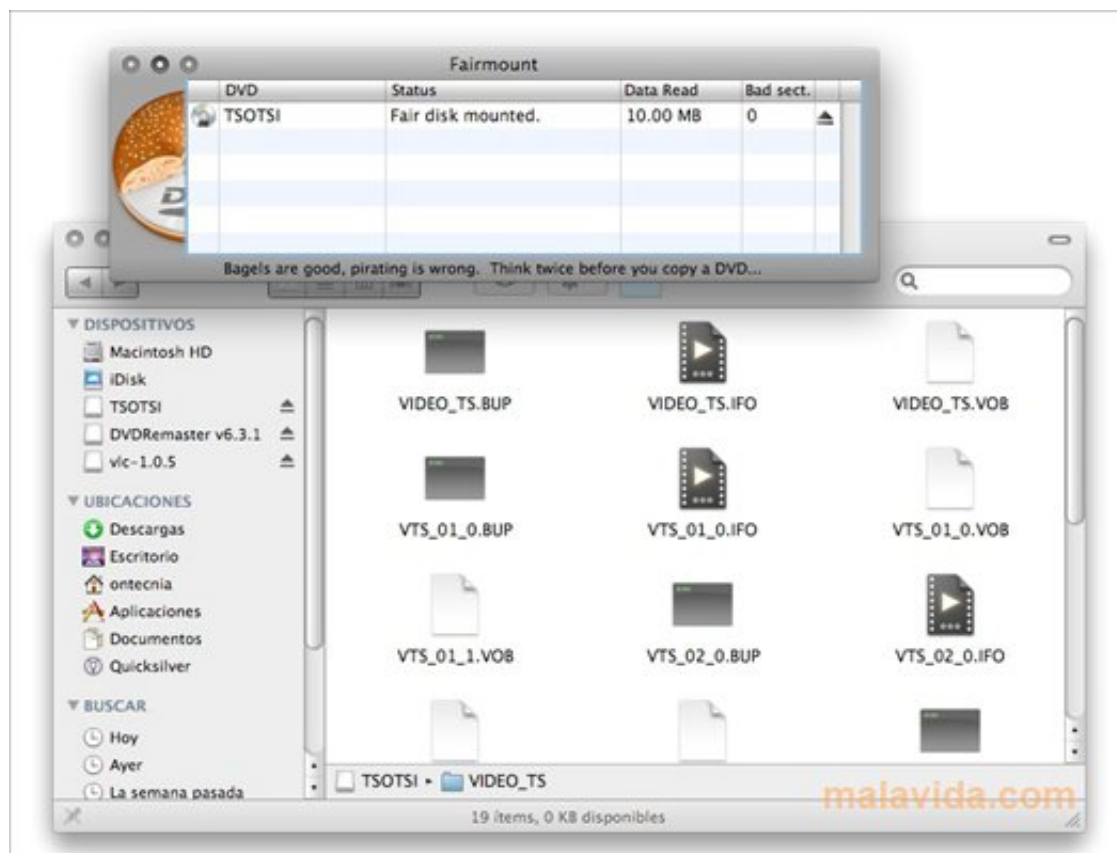 Fairmount
DVD Status Data Read Bad sect.
TSOTSI Fair disk mounted. 10.00 MB 0
Bagels are good, pirating is wrong. Think twice before you copy a DVD...
DISPOSITIVOS
Macintosh HD
iDisk
TSOTSI
DVDRemaster v6.3.1
vlc-1.0.5
UBICACIONES
Descargas
Escritorio
ontecnia
Aplicaciones
Documentos
Quicksilver
BUSCAR
Hoy
Ayer
La semana pasada
VIDEO_TS.BUP VIDEO_TS.IFO VIDEO_TS.VOB
VTS_01_0.BUP VTS_01_0.IFO VTS_01_0.VOB
VTS_01_1.VOB VTS_02_0.BUP VTS_02_0.IFO
TSOTSI VIDEO_TS
malavida.com
19 ítems, 0 KB disponibles